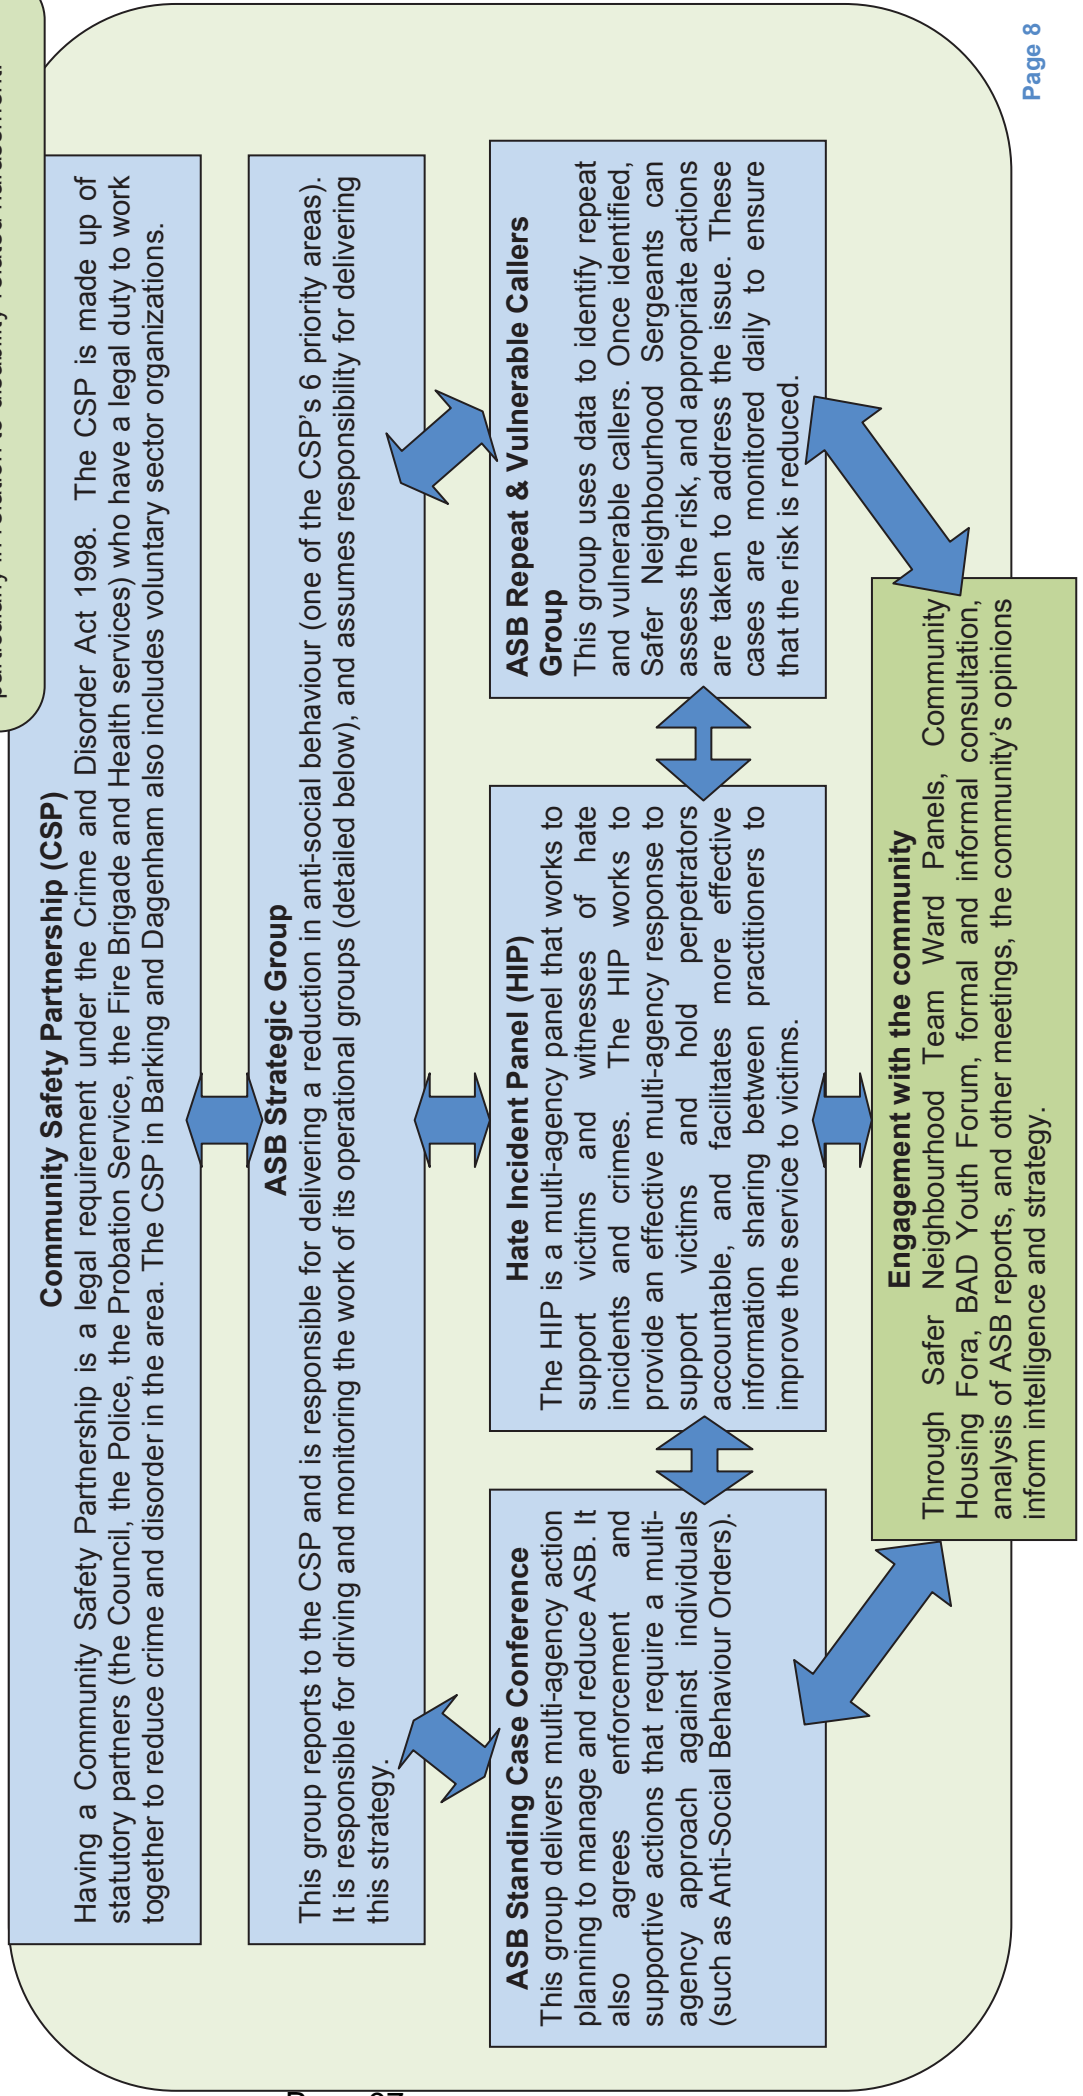 particularly in relation to disability related harassment.
Community Safety Partnership (CSP)
Having a Community Safety Partnership is a legal requirement under the Crime and Disorder Act 1998.  The CSP is made up of
statutory partners (the Council, the Police, the Probation Service, the Fire Brigade and Health services) who have a legal duty to work
together to reduce crime and disorder in the area. The CSP in Barking and Dagenham also includes voluntary sector organizations.
ASB Strategic Group
This group reports to the CSP and is responsible for delivering a reduction in anti-social behaviour (one of the CSP's 6 priority areas).
It is responsible for driving and monitoring the work of its operational groups (detailed below), and assumes responsibility for delivering
this strategy.
ASB Standing Case Conference
This group delivers multi-agency action
planning to manage and reduce ASB. It
also agrees enforcement and
supportive actions that require a multi-
agency approach against individuals
(such as Anti-Social Behaviour Orders).
Hate Incident Panel (HIP)
The HIP is a multi-agency panel that works to
support victims and witnesses of hate
incidents and crimes. The HIP works to
provide an effective multi-agency response to
support victims and hold perpetrators
accountable, and facilitates more effective
information sharing between practitioners to
improve the service to victims.
ASB Repeat & Vulnerable Callers
Group
This group uses data to identify repeat
and vulnerable callers. Once identified,
Safer Neighbourhood Sergeants can
assess the risk, and appropriate actions
are taken to address the issue. These
cases are monitored daily to ensure
that the risk is reduced.
Engagement with the community
Through Safer Neighbourhood Team Ward Panels, Community
Housing Fora, BAD Youth Forum, formal and informal consultation,
analysis of ASB reports, and other meetings, the community's opinions
inform intelligence and strategy.
Page 8